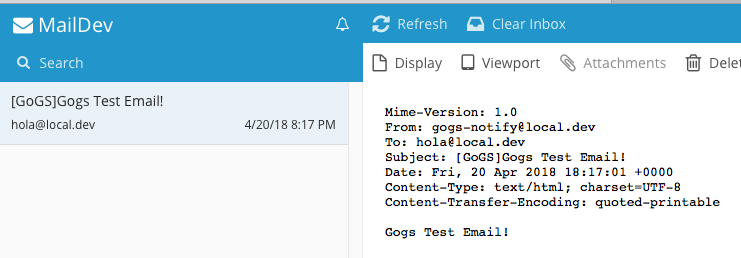 MailDev
Refresh
Clear Inbox
Search
Display
Viewport
Attachments
[GoGS]Gogs Test Email!
hola@local.dev
4/20/18 8:17 PM
Mime-Version: 1.0
From: gogs-notify@local.dev
To: hola@local.dev
Subject: [GoGS]Gogs Test Email!
Date: Fri, 20 Apr 2018 18:17:01 +0000
Content-Type: text/html; charset=UTF-8
Content-Transfer-Encoding: quoted-printable
Gogs Test Email!